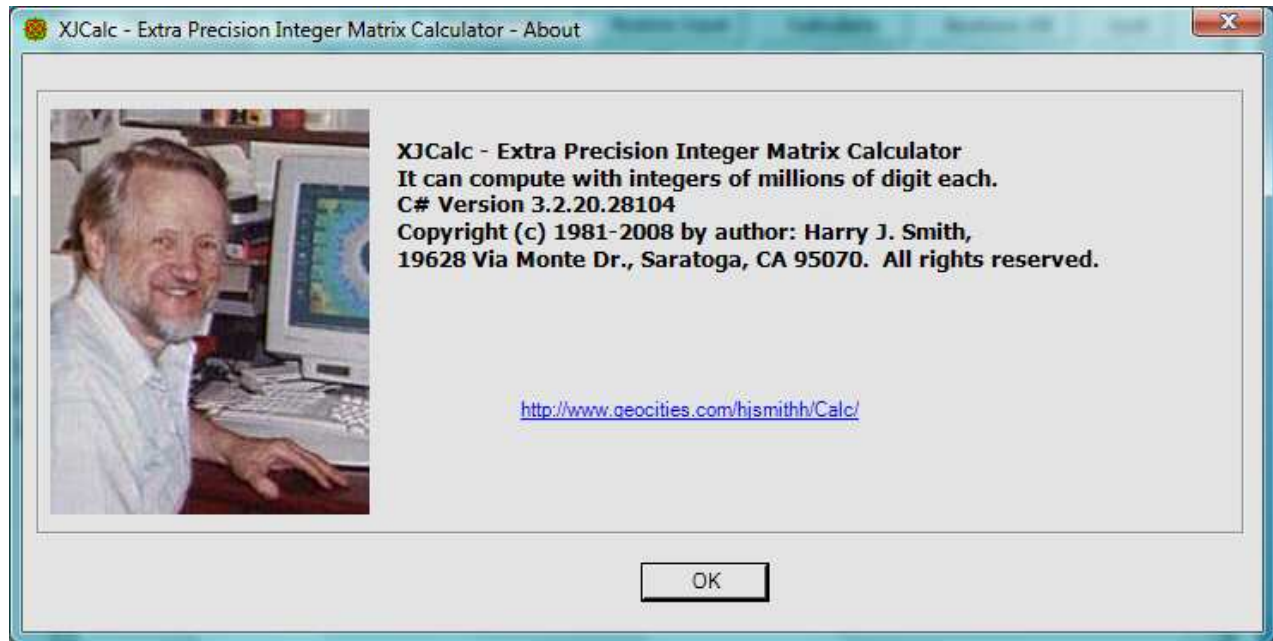 XJCalc - Extra Precision Integer Matrix Calculator - About
XJCalc - Extra Precision Integer Matrix Calculator
It can compute with integers of millions of digit each.
C# Version 3.2.20.28104
Copyright (c) 1981-2008 by author: Harry J. Smith,
19628 Via Monte Dr., Saratoga, CA 95070.  All rights reserved.
http://www.geocities.com/hjsmithh/Calc/
OK